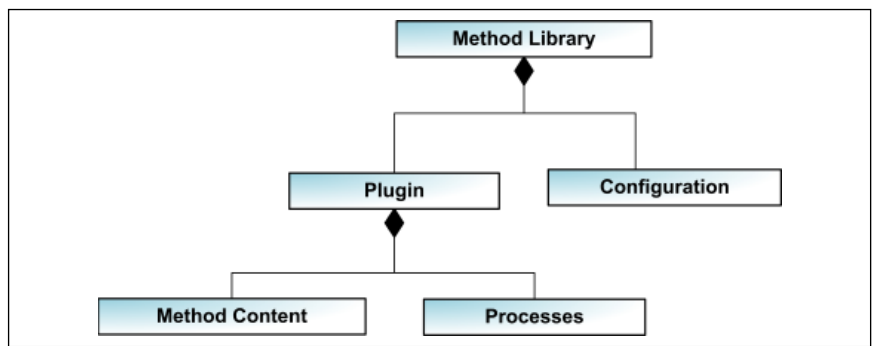 Method Library
Plugin
Configuration
Method Content
Processes